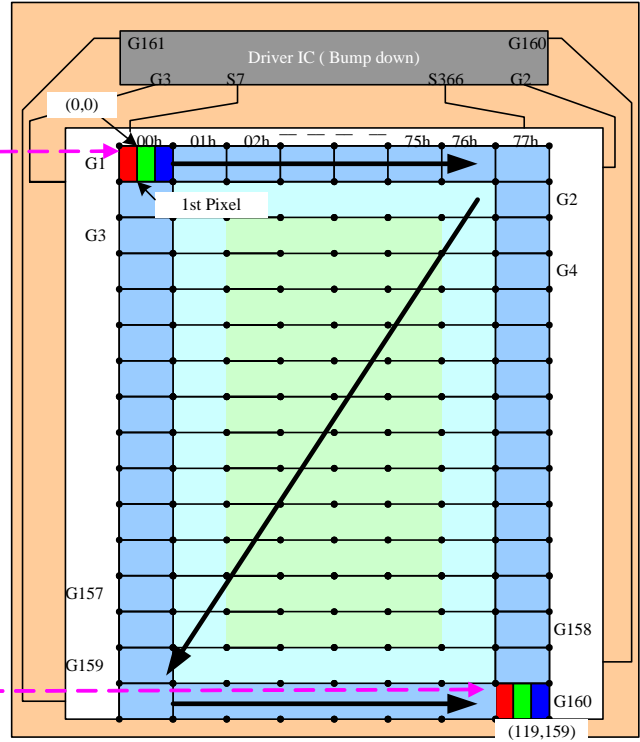 G161
G160
Driver IC ( Bump down)
G3
S7
S366
G2
(0,0)
00h
01h
02h
75h
76h
77h
G1
1st Pixel
G2
G3
G4
G157
G158
G159
G160
(119,159)